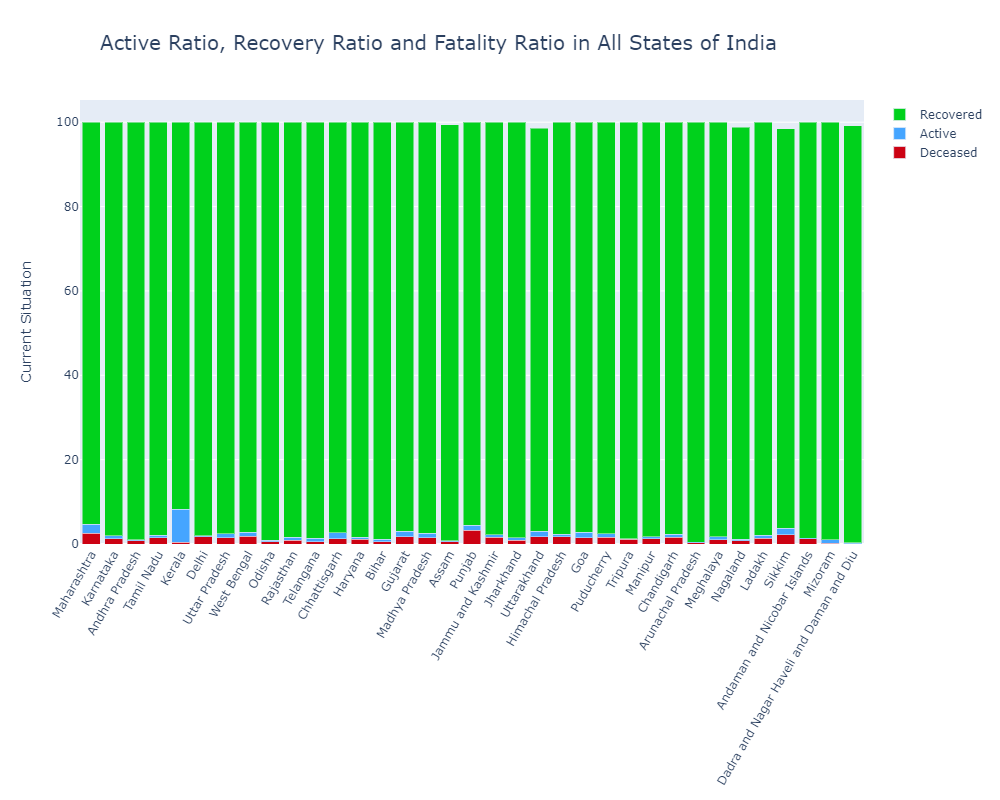 Active Ratio, Recovery Ratio and Fatality Ratio in All States of India
Recovered
Active
Deceased
Current Situation
100
80
60
40
20
0
Maharashtra
Karnataka
Andhra Pradesh
Tamil Nadu
Kerala
Delhi
Uttar Pradesh
West Bengal
Odisha
Rajasthan
Telangana
Chhattisgarh
Haryana
Bihar
Gujarat
Madhya Pradesh
Assam
Punjab
Jammu and Kashmir
Jharkhand
Uttarakhand
Himachal Pradesh
Goa
Puducherry
Tripura
Manipur
Chandigarh
Arunachal Pradesh
Meghalaya
Nagaland
Ladakh
Sikkim
Andaman and Nicobar Islands
Mizoram
Dadra and Nagar Haveli and Daman and Diu